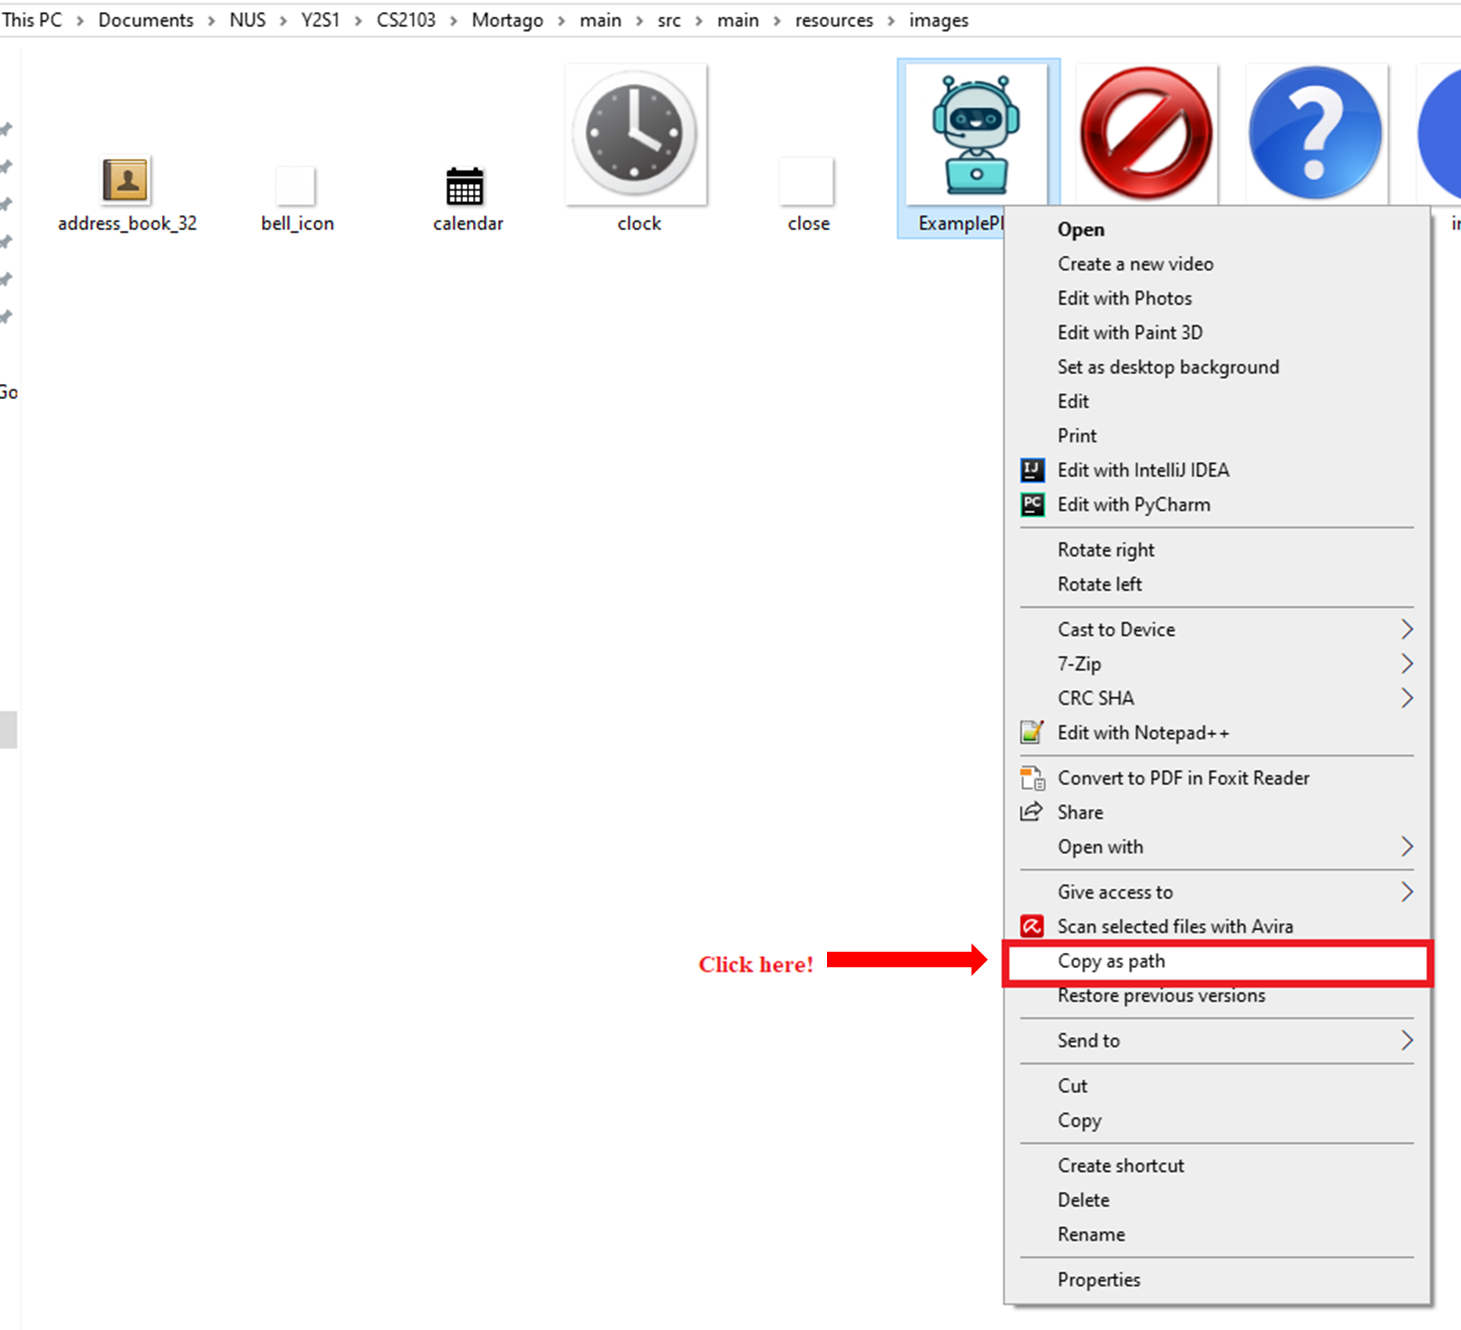 This PC > Documents > NUS > Y2S1 > CS2103 > Mortago > main > src > main > resources > images
address_book_32
bell_icon
calendar
clock
close
ExampleP
Go
Open
Create a new video
Edit with Photos
Edit with Paint 3D
Set as desktop background
Edit
Print
IJ Edit with IntelliJ IDEA
PC Edit with PyCharm
Rotate right
Rotate left
Cast to Device
7-Zip
CRC SHA
Edit with Notepad++
Convert to PDF in Foxit Reader
Share
Open with
Give access to
Scan selected files with Avira
Click here!
Copy as path
Restore previous versions
Send to
Cut
Copy
Create shortcut
Delete
Rename
Properties